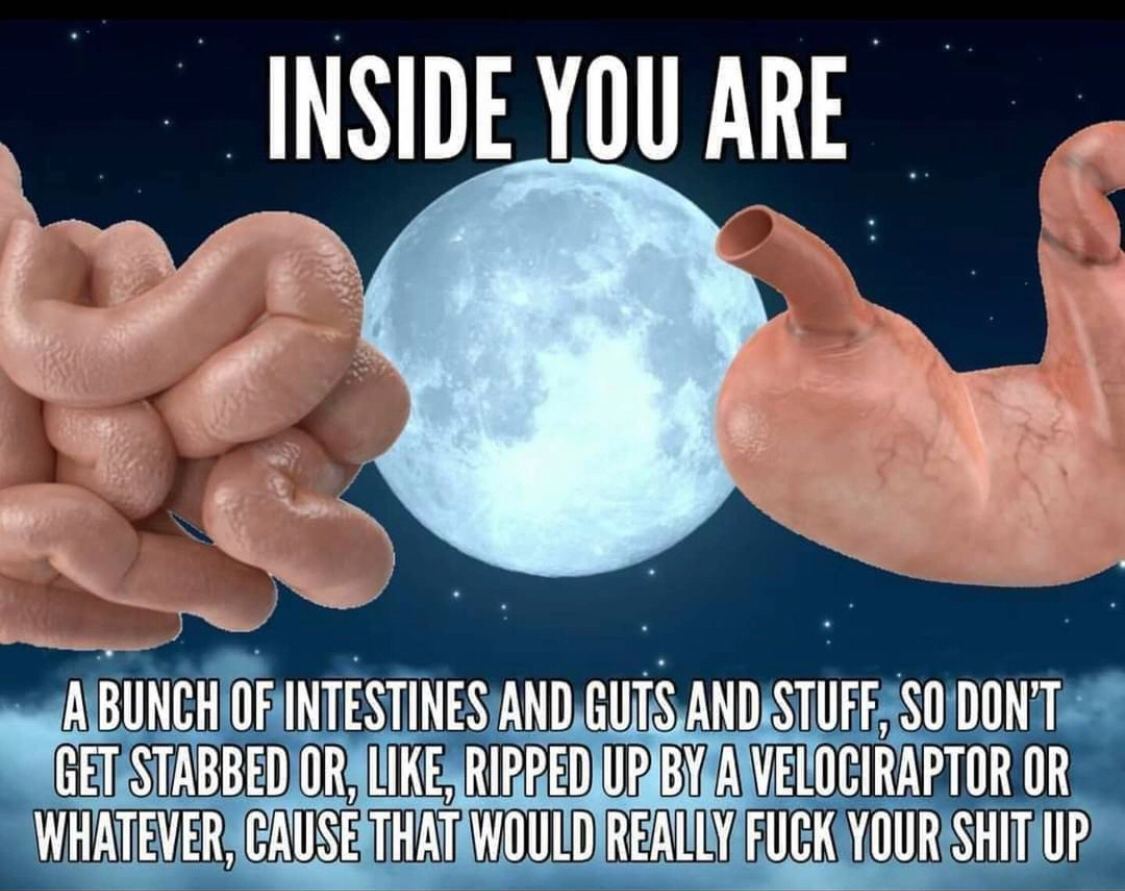 INSIDE YOU ARE
A BUNCH OF INTESTINES AND GUTS AND STUFF, SO DON'T
GET STABBED OR, LIKE, RIPPED UP BY A VELOCIRAPTOR OR
WHATEVER, CAUSE THAT WOULD REALLY FUCK YOUR SHIT UP